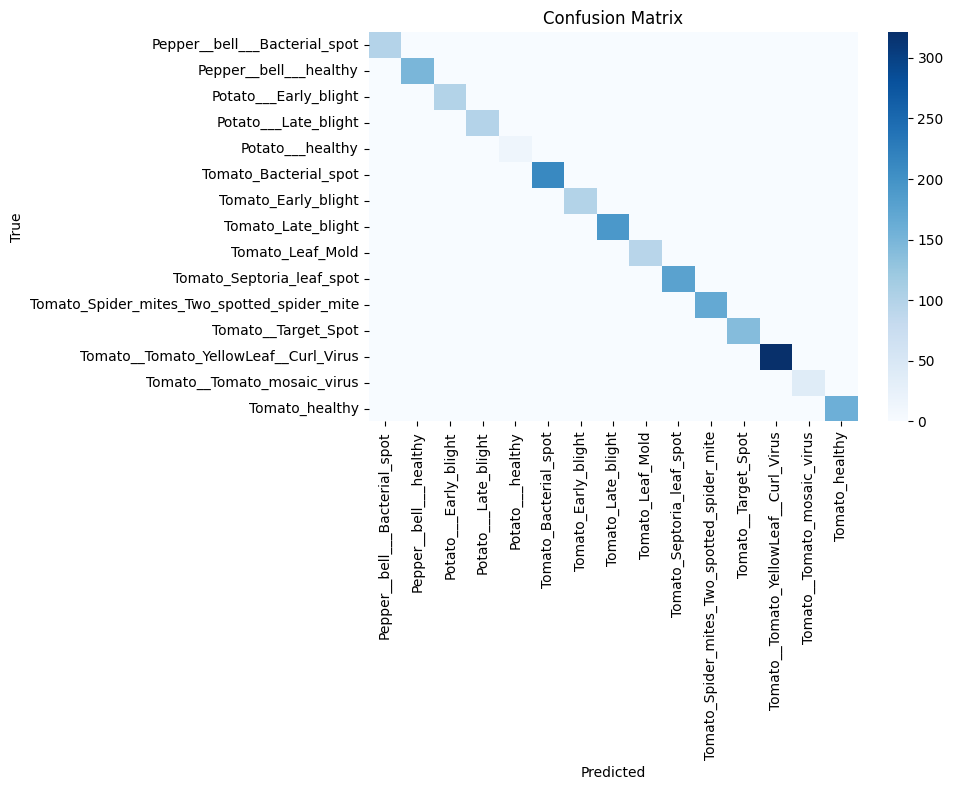 Confusion Matrix
True
Pepper__bell___Bacterial_spot
Pepper__bell___healthy
Potato___Early_blight
Potato___Late_blight
Potato___healthy
Tomato_Bacterial_spot
Tomato_Early_blight
Tomato_Late_blight
Tomato_Leaf_Mold
Tomato_Septoria_leaf_spot
Tomato_Spider_mites_Two_spotted_spider_mite
Tomato__Target_Spot
Tomato__Tomato_YellowLeaf__Curl_Virus
Tomato__Tomato_mosaic_virus
Tomato_healthy
300
250
200
150
100
50
0
Pepper__bell___Bacterial_spot
Pepper__bell___healthy
Potato___Early_blight
Potato___Late_blight
Potato___healthy
Tomato_Bacterial_spot
Tomato_Early_blight
Tomato_Late_blight
Tomato_Leaf_Mold
Tomato_Septoria_leaf_spot
Tomato_Spider_mites_Two_spotted_spider_mite
Tomato__Target_Spot
Tomato__Tomato_YellowLeaf__Curl_Virus
Tomato__Tomato_mosaic_virus
Tomato_healthy
Predicted